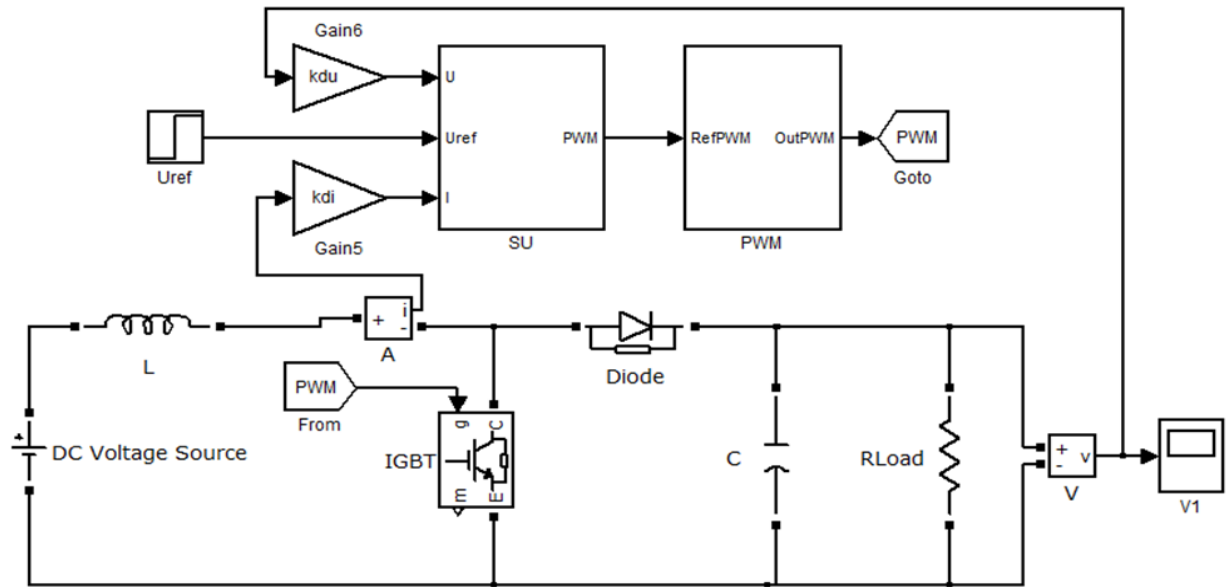 Gain6
kdu
U
Uref
PWM
RefPWM
OutPWM
PWM
Goto
Uref
kdi
I
Gain5
SU
PWM
+
i
-
A
L
Diode
PWM
From
g
C
IGBT
m
E
+
DC Voltage Source
C
RLoad
+
-
v
V
V1